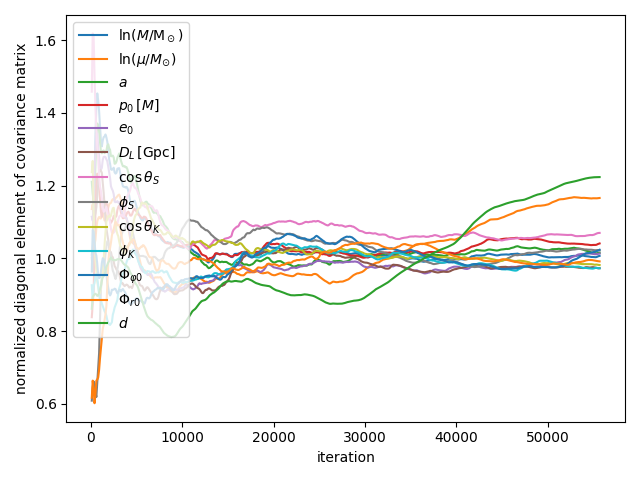 normalized diagonal element of covariance matrix
1.6
1.4
1.2
1.0
0.8
0.6
ln(M/M⊙)
ln(μ/M⊙)
a
p₀ [M]
e₀
D_L [Gpc]
cos θ_S
ϕ_S
cos θ_K
ϕ_K
Φ_φ0
Φ_r0
d
0 10000 20000 30000 40000 50000
iteration